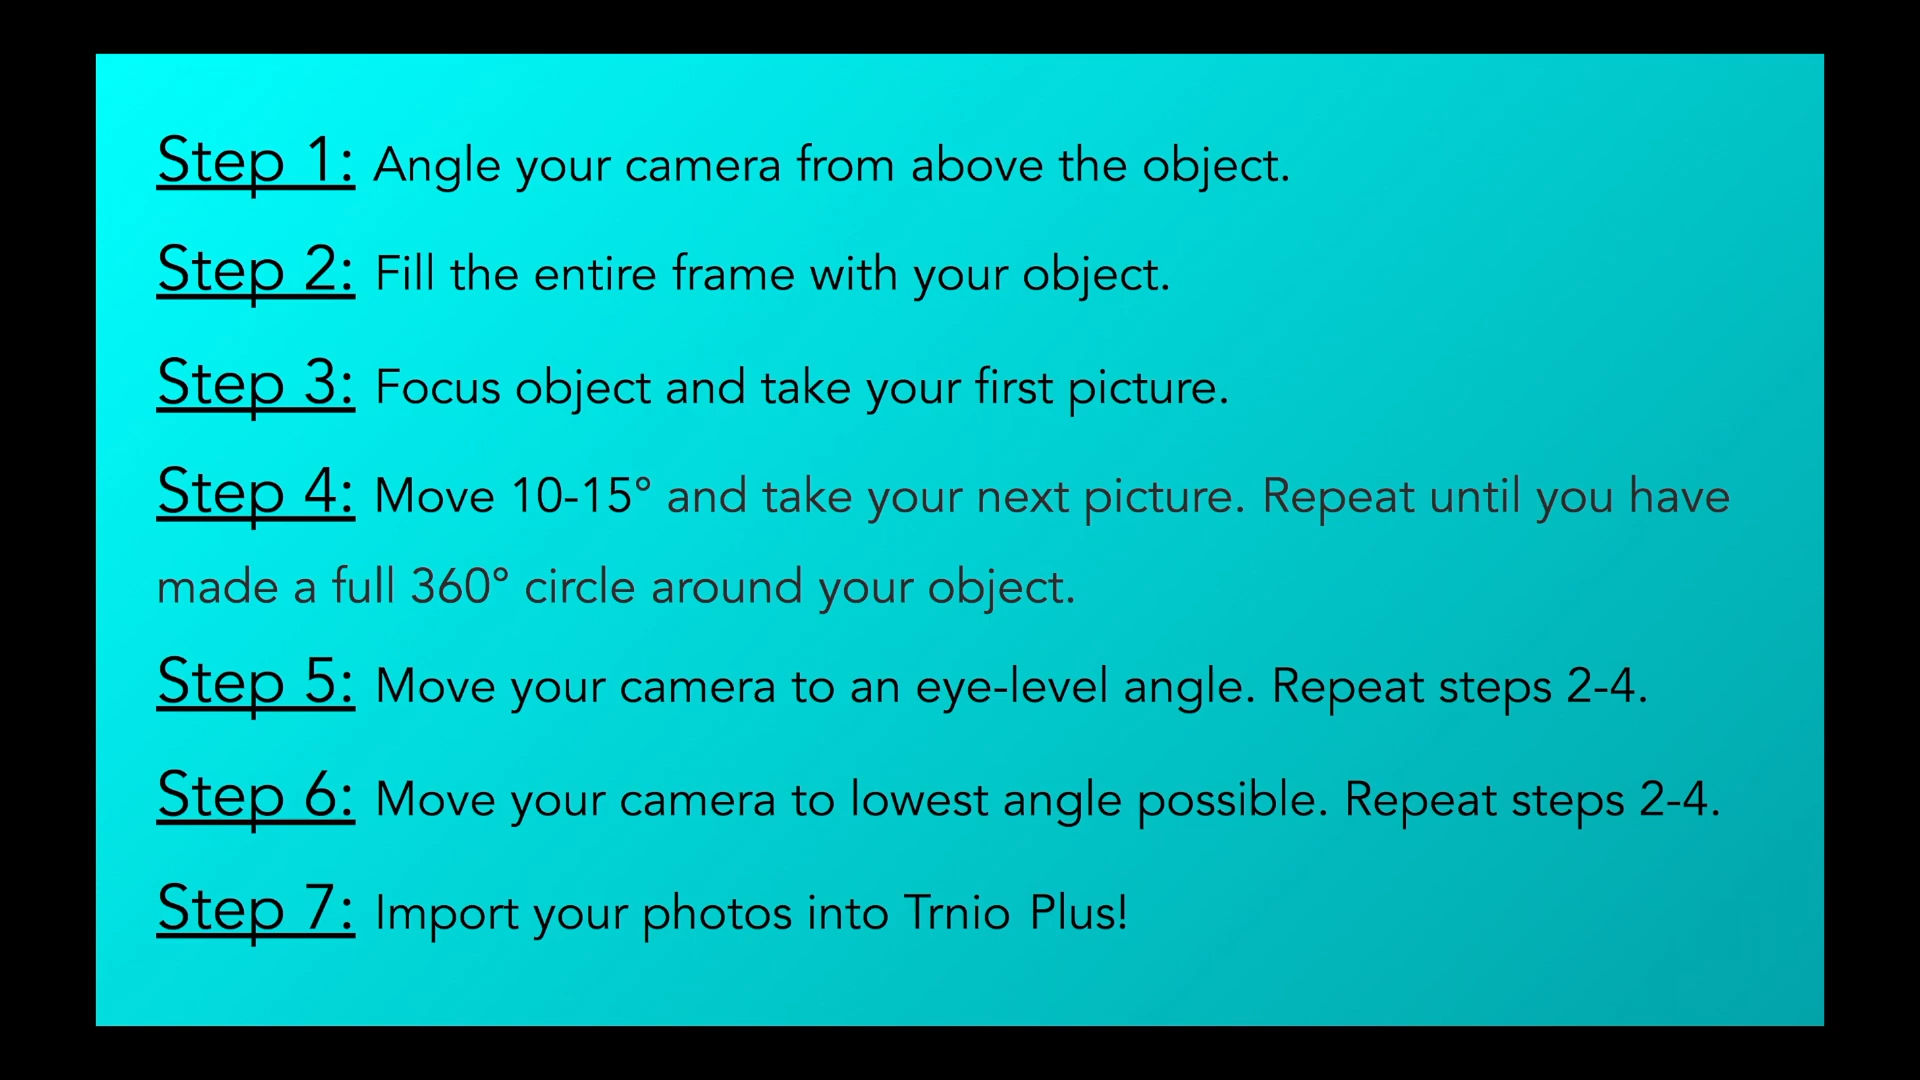 Step 1: Angle your camera from above the object.
Step 2: Fill the entire frame with your object.
Step 3: Focus object and take your first picture.
Step 4: Move 10-15° and take your next picture. Repeat until you have
made a full 360° circle around your object.
Step 5: Move your camera to an eye-level angle. Repeat steps 2-4.
Step 6: Move your camera to lowest angle possible. Repeat steps 2-4.
Step 7: Import your photos into Trnio Plus!